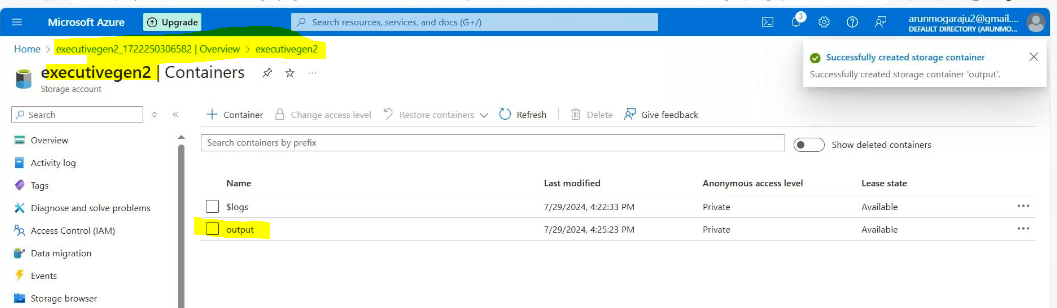 Microsoft Azure
Upgrade
Search resources, services, and docs (G+/)
3
arunmogaraju2@gmail....
DEFAULT DIRECTORY (ARUNMO...
Home > executivegen2_1722250306582 | Overview > executivegen2
executivegen2 | Containers
Storage account
Successfully created storage container
Successfully created storage container 'output'.
Search
Container
Change access level
Restore containers
Refresh
Delete
Give feedback
Overview
Activity log
Tags
Diagnose and solve problems
Access Control (IAM)
Data migration
Events
Storage browser
Search containers by prefix
Show deleted containers
Name Last modified Anonymous access level Lease state
$logs 7/29/2024, 4:22:33 PM Private Available
output 7/29/2024, 4:25:23 PM Private Available